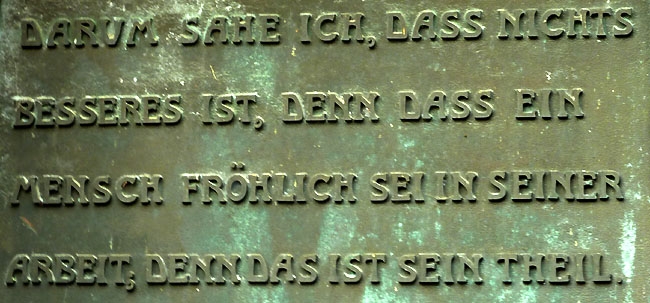 DARUM SAHE ICH, DASS NICHTS
BESSERES IST, DENN DASS EIN
MENSCH FRÖHLICH SEI IN SEINER
ARBEIT, DENN DAS IST SEIN THEIL.